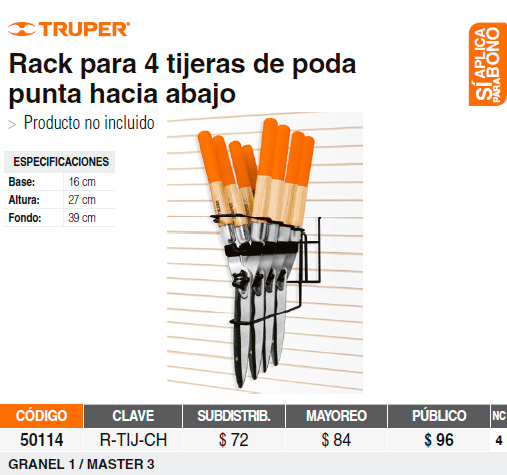 TRUPER®
SÍ APLICA
PARA BONO
Rack para 4 tijeras de poda
punta hacia abajo
> Producto no incluido
ESPECIFICACIONES
Base: 16 cm
Altura: 27 cm
Fondo: 39 cm
CÓDIGO CLAVE SUBDISTRIB. MAYOREO PÚBLICO NC
50114 R-TIJ-CH $ 72 $ 84 $ 96 4
GRANEL 1 / MASTER 3